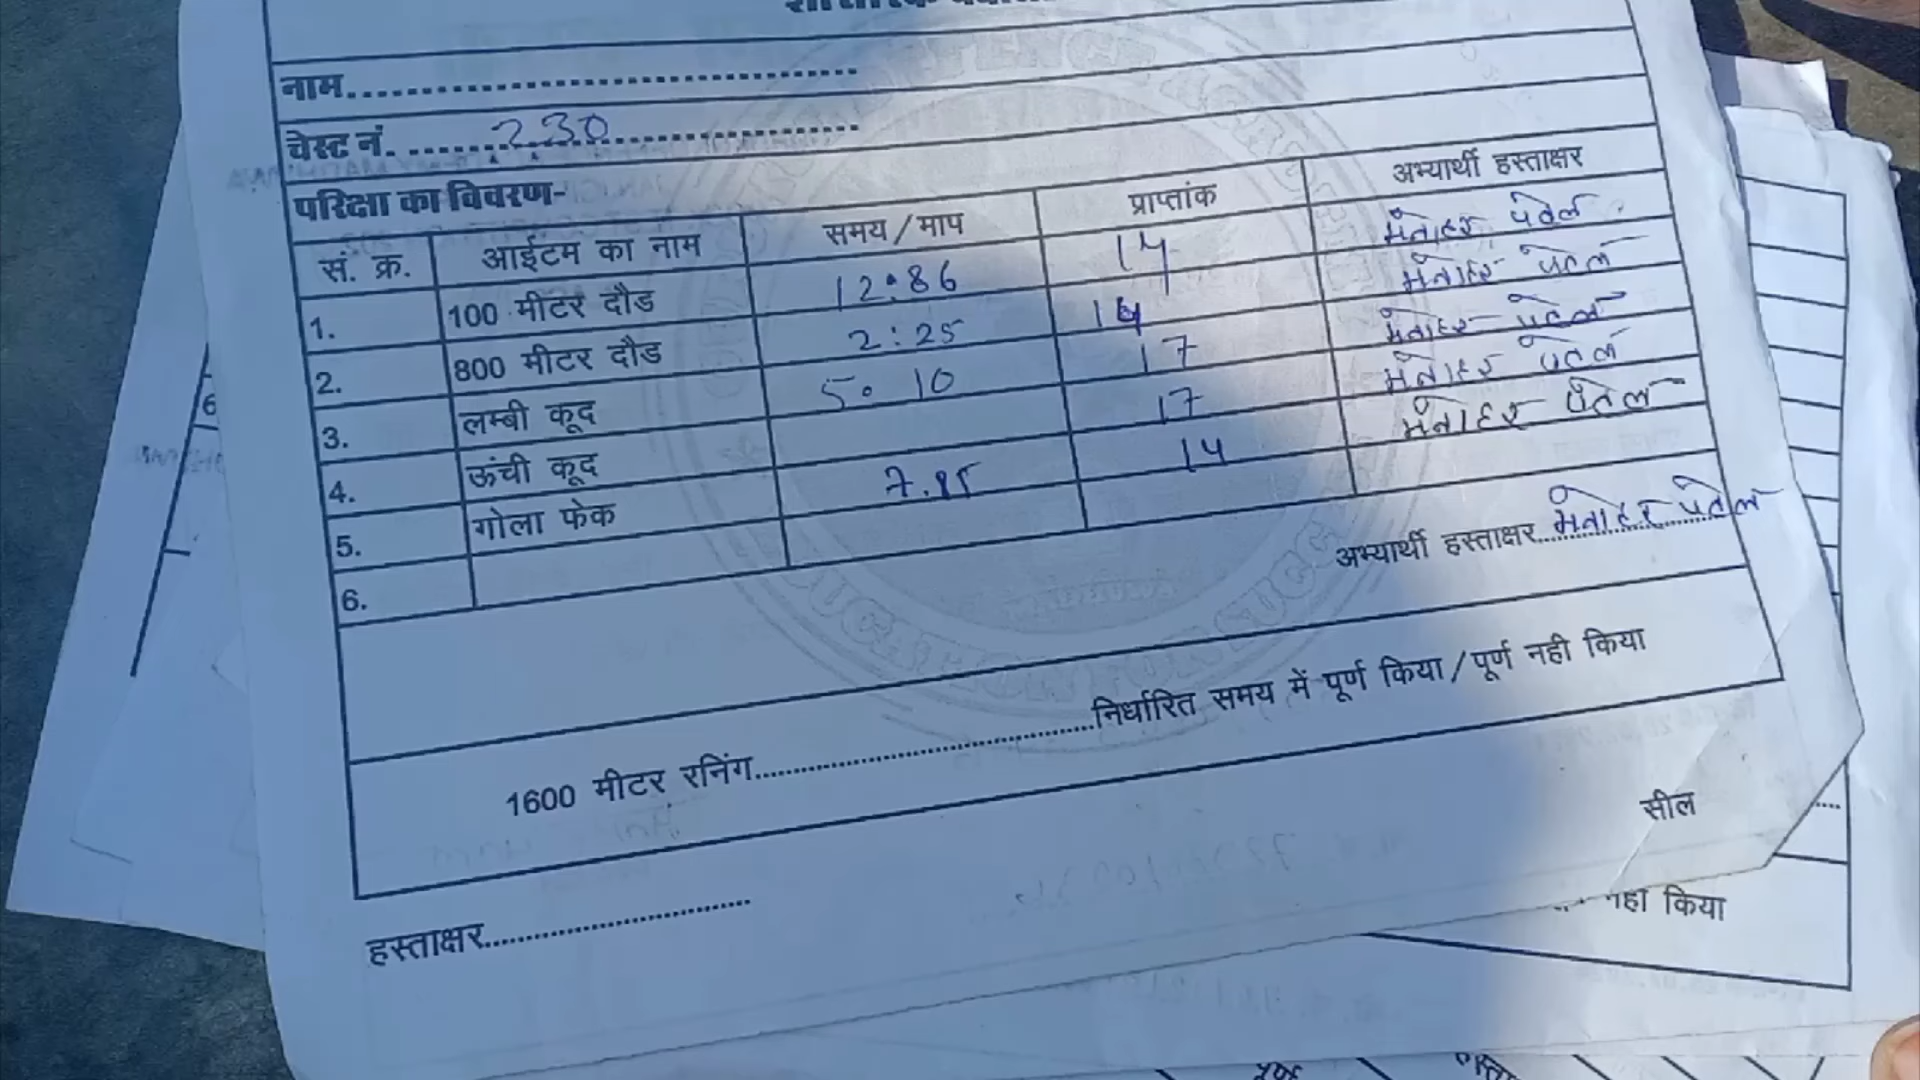 नाम........................................
चेस्ट नं. ........230........................
परिक्षा का विवरण-
सं. क्र. आईटम का नाम समय/माप प्राप्तांक अभ्यार्थी हस्ताक्षर
1. 100 मीटर दौड 12:86 14 मनोहर पटेल
2. 800 मीटर दौड 2:25 14 मनोहर पटेल
3. लम्बी कूद 5.10 17 मनोहर पटेल
4. ऊंची कूद 17 मनोहर पटेल
5. गोला फेक 7.85 14 मनोहर पटेल
6.
अभ्यार्थी हस्ताक्षर..मनोहर पटेल
1600 मीटर रनिंग........................................निर्धारित समय में पूर्ण किया/पूर्ण नही किया
सील
हस्ताक्षर..............................
किया